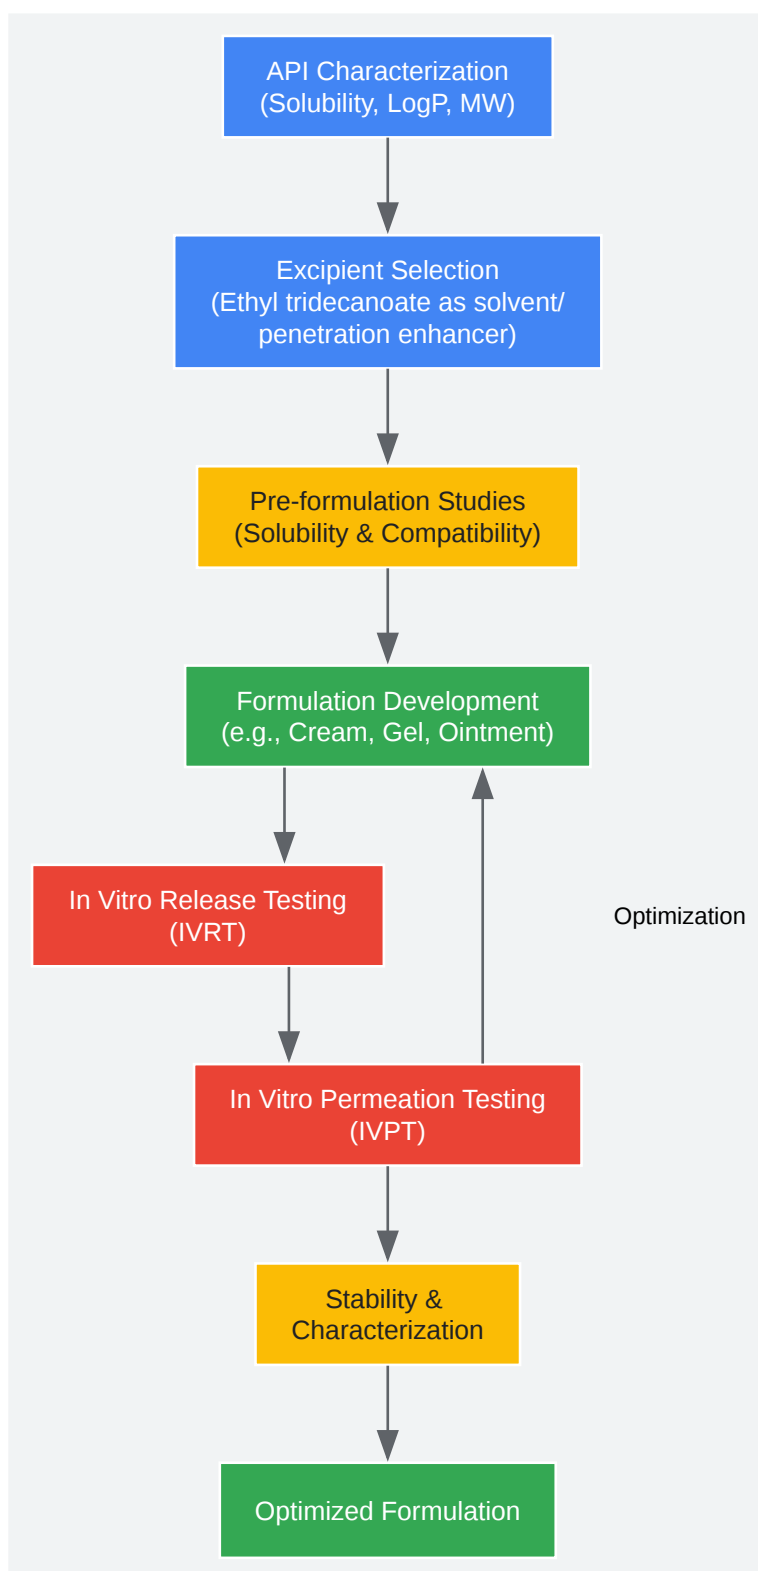 API Characterization
(Solubility, LogP, MW)
Excipient Selection
(Ethyl tridecanoate as solvent/
penetration enhancer)
Pre-formulation Studies
(Solubility & Compatibility)
Formulation Development
(e.g., Cream, Gel, Ointment)
In Vitro Release Testing
(IVRT)
Optimization
In Vitro Permeation Testing
(IVPT)
Stability &
Characterization
Optimized Formulation